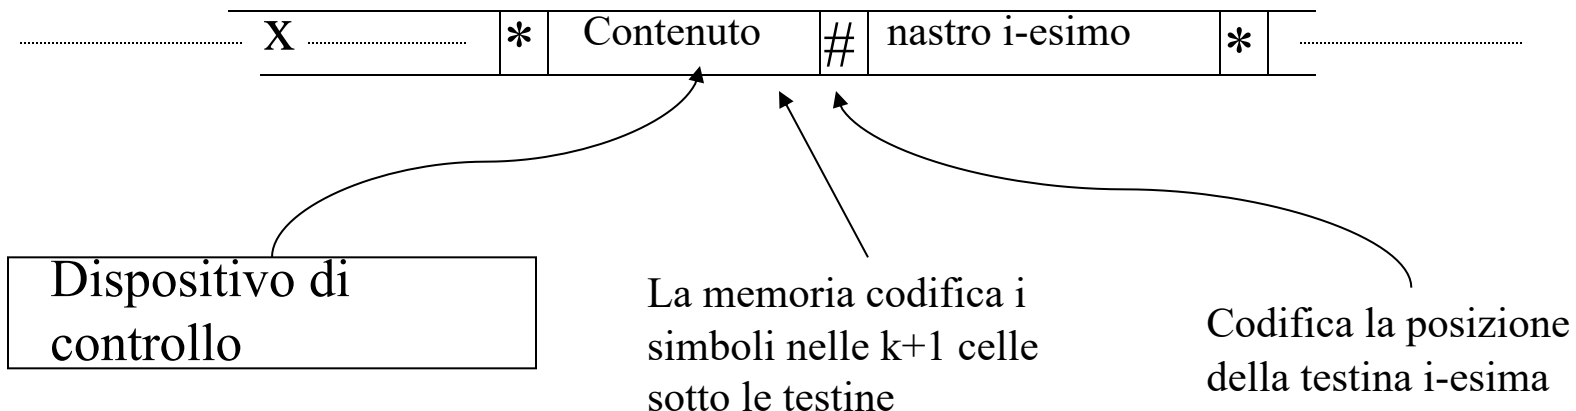 x * Contenuto # nastro i-esimo *
Dispositivo di
controllo
La memoria codifica i
simboli nelle k+1 celle
sotto le testine
Codifica la posizione
della testina i-esima